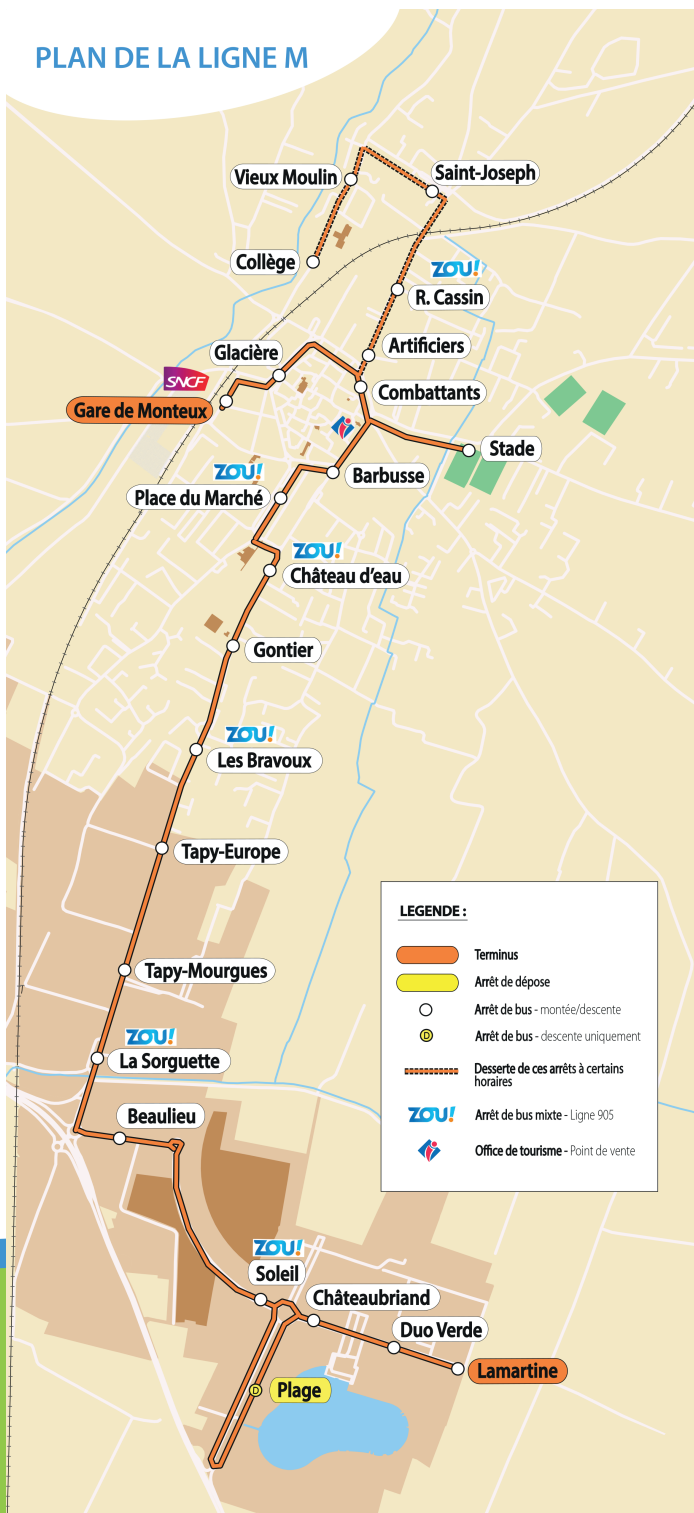 PLAN DE LA LIGNE M
Vieux Moulin
Saint-Joseph
Collège
ZOU!
R. Cassin
Glacière
Artificiers
SNCF
Combattants
Gare de Monteux
Stade
ZOU!
Barbusse
Place du Marché
ZOU!
Château d'eau
Gontier
ZOU!
Les Bravoux
Tapy-Europe
Tapy-Mourgues
ZOU!
La Sorguette
Beaulieu
ZOU!
Soleil
Châteaubriand
Duo Verde
Lamartine
D
Plage
LEGENDE :
Terminus
Arrêt de dépose
Arrêt de bus - montée/descente
D
Arrêt de bus - descente uniquement
Desserte de ces arrêts à certains
horaires
ZOU!
Arrêt de bus mixte - Ligne 905
Office de tourisme - Point de vente